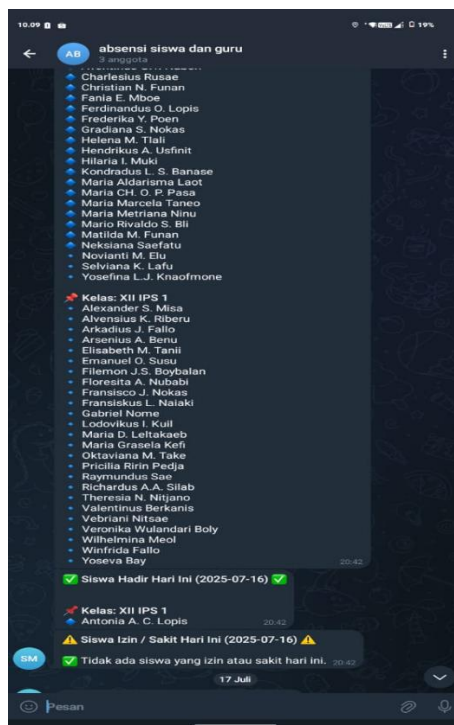 10.09
19%
absensi siswa dan guru
AB
3 anggota
Charlesius Rusae
Christian N. Funan
Fania E. Mboe
Ferdinandus O. Lopis
Frederika Y. Poen
Gradiana S. Nokas
Helena M. Tlali
Hendrikus A. Usfinit
Hilaria I. Muki
Kondradus L. S. Banase
Maria Aldarisma Laot
Maria CH. O. P. Pasa
Maria Marcela Taneo
Maria Metriana Ninu
Mario Rivaldo S. Bli
Matilda M. Funan
Neksiana Saefatu
Novianti M. Elu
Selviana K. Lafu
Yosefina L.J. Knaofmone
Kelas: XII IPS 1
Alexander S. Misa
Alvensius K. Riberu
Arkadius J. Fallo
Arsenius A. Benu
Elisabeth M. Tanii
Emanuel O. Susu
Filemon J.S. Boybalan
Floresita A. Nubabi
Fransisco J. Nokas
Fransiskus L. Naiaki
Gabriel Nome
Lodovikus I. Kuil
Maria D. Leltakaeb
Maria Grasela Kefi
Oktaviana M. Take
Pricilia Ririn Pedja
Raymundus Sae
Richardus A.A. Silab
Theresia N. Nitjano
Valentinus Berkanis
Vebriani Nitsae
Veronika Wulandari Boly
Wilhelmina Meol
Winfrida Fallo
Yoseva Bay
20:42
Siswa Hadir Hari Ini (2025-07-16)
Kelas: XII IPS 1
Antonia A. C. Lopis 20:42
Siswa Izin / Sakit Hari Ini (2025-07-16)
SM
Tidak ada siswa yang izin atau sakit hari ini. 20:42
17 Juli
Pesan